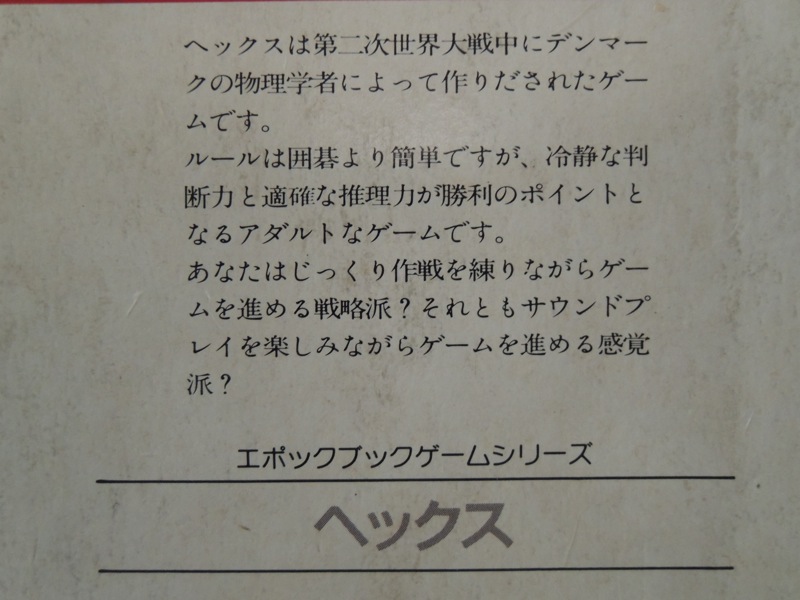 ヘックスは第二次世界大戦中にデンマー
クの物理学者によって作りだされたゲー
ムです。
ルールは囲碁より簡単ですが、冷静な判
断力と適確な推理力が勝利のポイントと
なるアダルトなゲームです。
あなたはじっくり作戦を練りながらゲー
ムを進める戦略派？それともサウンドプ
レイを楽しみながらゲームを進める感覚
派？
エポックブックゲームシリーズ
ヘックス